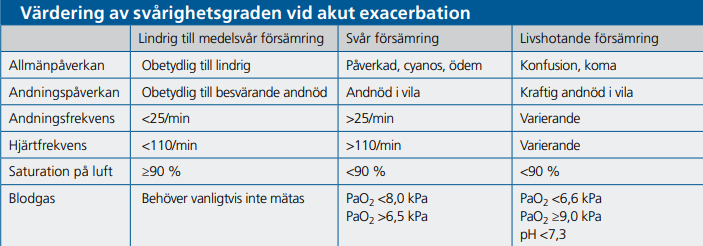 Värdering av svårighetsgraden vid akut exacerbation
Lindrig till medelsvår försämring Svår försämring Livshotande försämring
Allmänpåverkan Obetydlig till lindrig Påverkad, cyanos, ödem Konfusion, koma
Andningspåverkan Obetydlig till besvärande andnöd Andnöd i vila Kraftig andnöd i vila
Andningsfrekvens <25/min >25/min Varierande
Hjärtfrekvens <110/min >110/min Varierande
Saturation på luft ≥90 % <90 % <90 %
Blodgas Behöver vanligtvis inte mätas PaO₂ <8,0 kPa PaO₂ <6,6 kPa
PaO₂ >6,5 kPa PaO₂ ≥9,0 kPa
pH <7,3